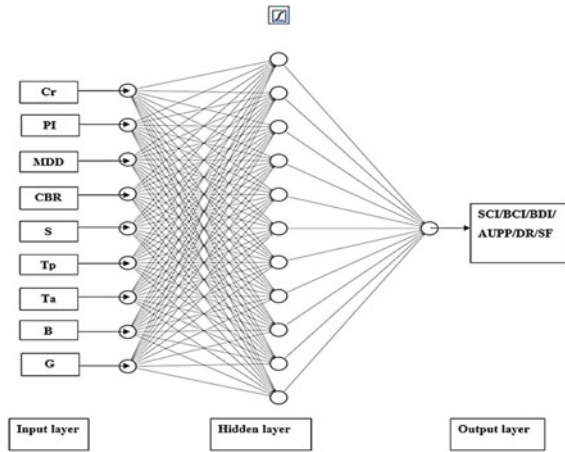 Cr
PI
MDD
CBR
S
Tp
Ta
B
G
SCI/BCI/BDI/
AUPP/DR/SF
Input layer
Hidden layer
Output layer